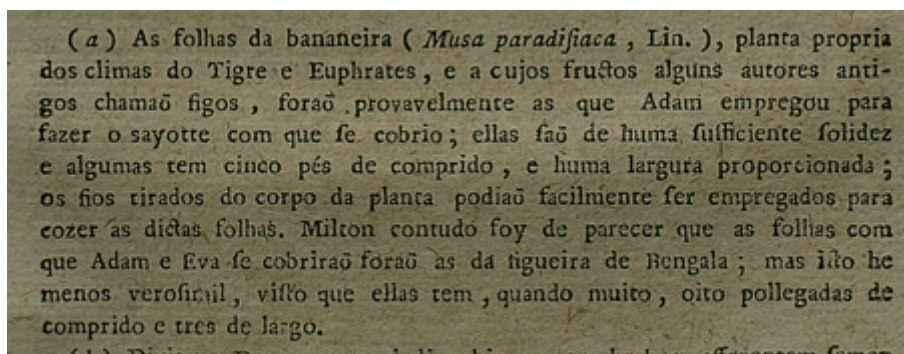 (a) As folhas da bananeira ( Musa paradiſiaca , Lin. ), planta propria
dos climas do Tigre e Euphrates , e a cujos fructos alguns autores anti-
gos chamaõ figos , foraõ provavelmente as que Adam empregou para
fazer o sayotte com que ſe cobrio ; ellas ſaõ de huma ſufficiente ſolidez
e algumas tem cinco pés de comprido , e huma largura proporcionada ;
os fios tirados do corpo da planta podiaõ facilmente ſer empregados para
cozer as dictas folhas. Milton contudo foy de parecer que as folhas com
que Adam e Eva ſe cobriraõ foraõ as da figueira de Bengala ; mas iſto he
menos veroſimil , viſto que ellas tem , quando muito , oito pollegadas de
comprido e tres de largo.